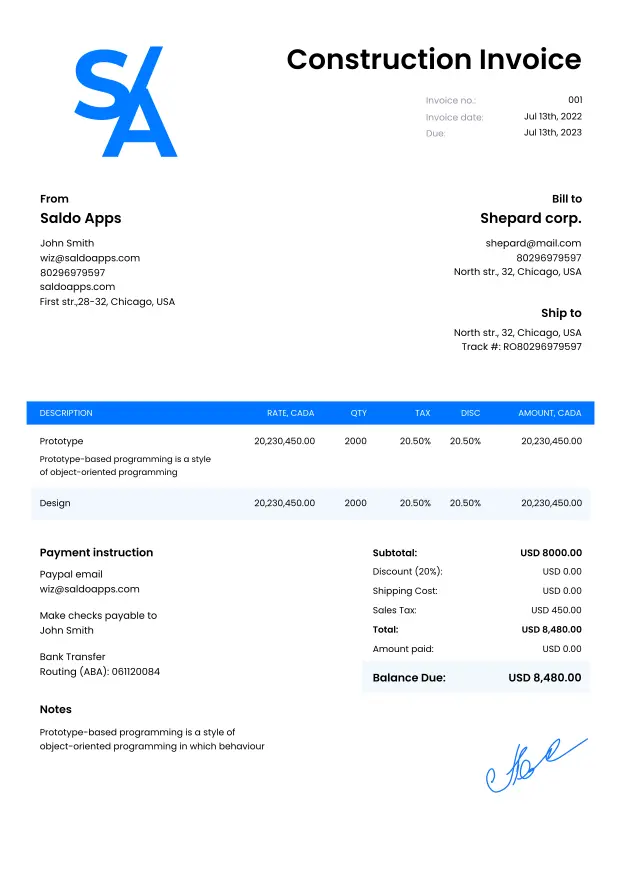 SA
Construction Invoice
Invoice no.: 001
Invoice date: Jul 13th, 2022
Due: Jul 13th, 2023
From
Saldo Apps
John Smith
wiz@saldoapps.com
80296979597
saldoapps.com
First str.,28-32, Chicago, USA
Bill to
Shepard corp.
shepard@mail.com
80296979597
North str., 32, Chicago, USA
Ship to
North str., 32, Chicago, USA
Track #: RO80296979597
DESCRIPTION RATE, CADA QTY TAX DISC AMOUNT, CADA
Prototype 20,230,450.00 2000 20.50% 20.50% 20,230,450.00
Prototype-based programming is a style
of object-oriented programming
Design 20,230,450.00 2000 20.50% 20.50% 20,230,450.00
Payment instruction
Paypal email
wiz@saldoapps.com
Make checks payable to
John Smith
Bank Transfer
Routing (ABA): 061120084
Subtotal: USD 8000.00
Discount (20%): USD 0.00
Shipping Cost: USD 0.00
Sales Tax: USD 450.00
Total: USD 8,480.00
Amount paid: USD 0.00
Balance Due: USD 8,480.00
Notes
Prototype-based programming is a style of
object-oriented programming in which behaviour